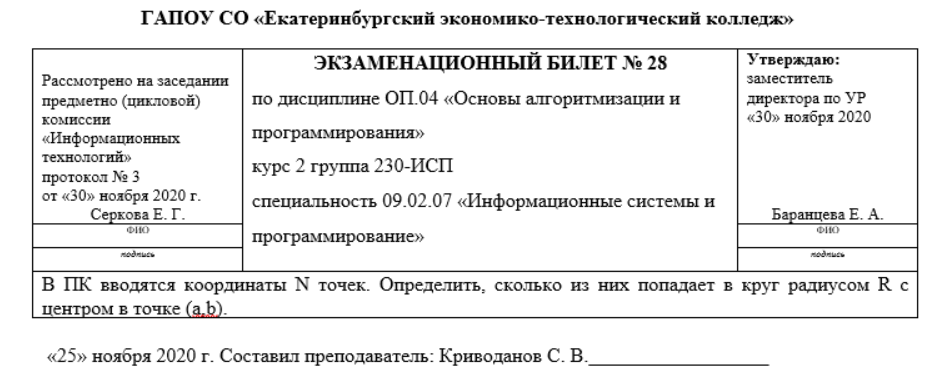 ГАПОУ СО «Екатеринбургский экономико-технологический колледж»
Рассмотрено на заседании
предметно (цикловой)
комиссии
«Информационных
технологий»
протокол № 3
от «30» ноября 2020 г.
Серкова Е. Г.
ФИО
подпись
ЭКЗАМЕНАЦИОННЫЙ БИЛЕТ № 28
по дисциплине ОП.04 «Основы алгоритмизации и
программирования»
курс 2 группа 230-ИСП
специальность 09.02.07 «Информационные системы и
программирование»
Утверждаю:
заместитель
директора по УР
«30» ноября 2020
Баранцева Е. А.
ФИО
подпись
В ПК вводятся координаты N точек. Определить, сколько из них попадает в круг радиусом R с
центром в точке (a,b).
«25» ноября 2020 г. Составил преподаватель: Криводанов С. В.___________________